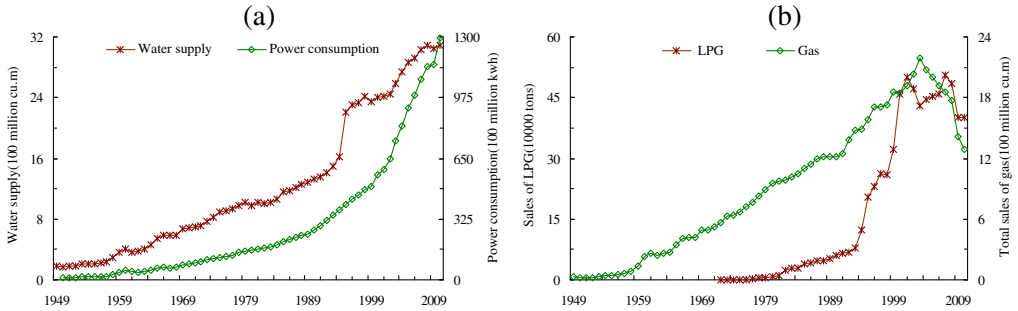 (a)
Water supply
Power consumption
Water supply(100 million cu.m)
32
24
16
8
0
1300
975
650
325
0
Power consumption(100 million kwh)
1949 1959 1969 1979 1989 1999 2009
(b)
LPG
Gas
Sales of LPG(10000 tons)
60
45
30
15
0
24
18
12
6
0
Total sales of gas(100 million cu.m)
1949 1959 1969 1979 1989 1999 2009